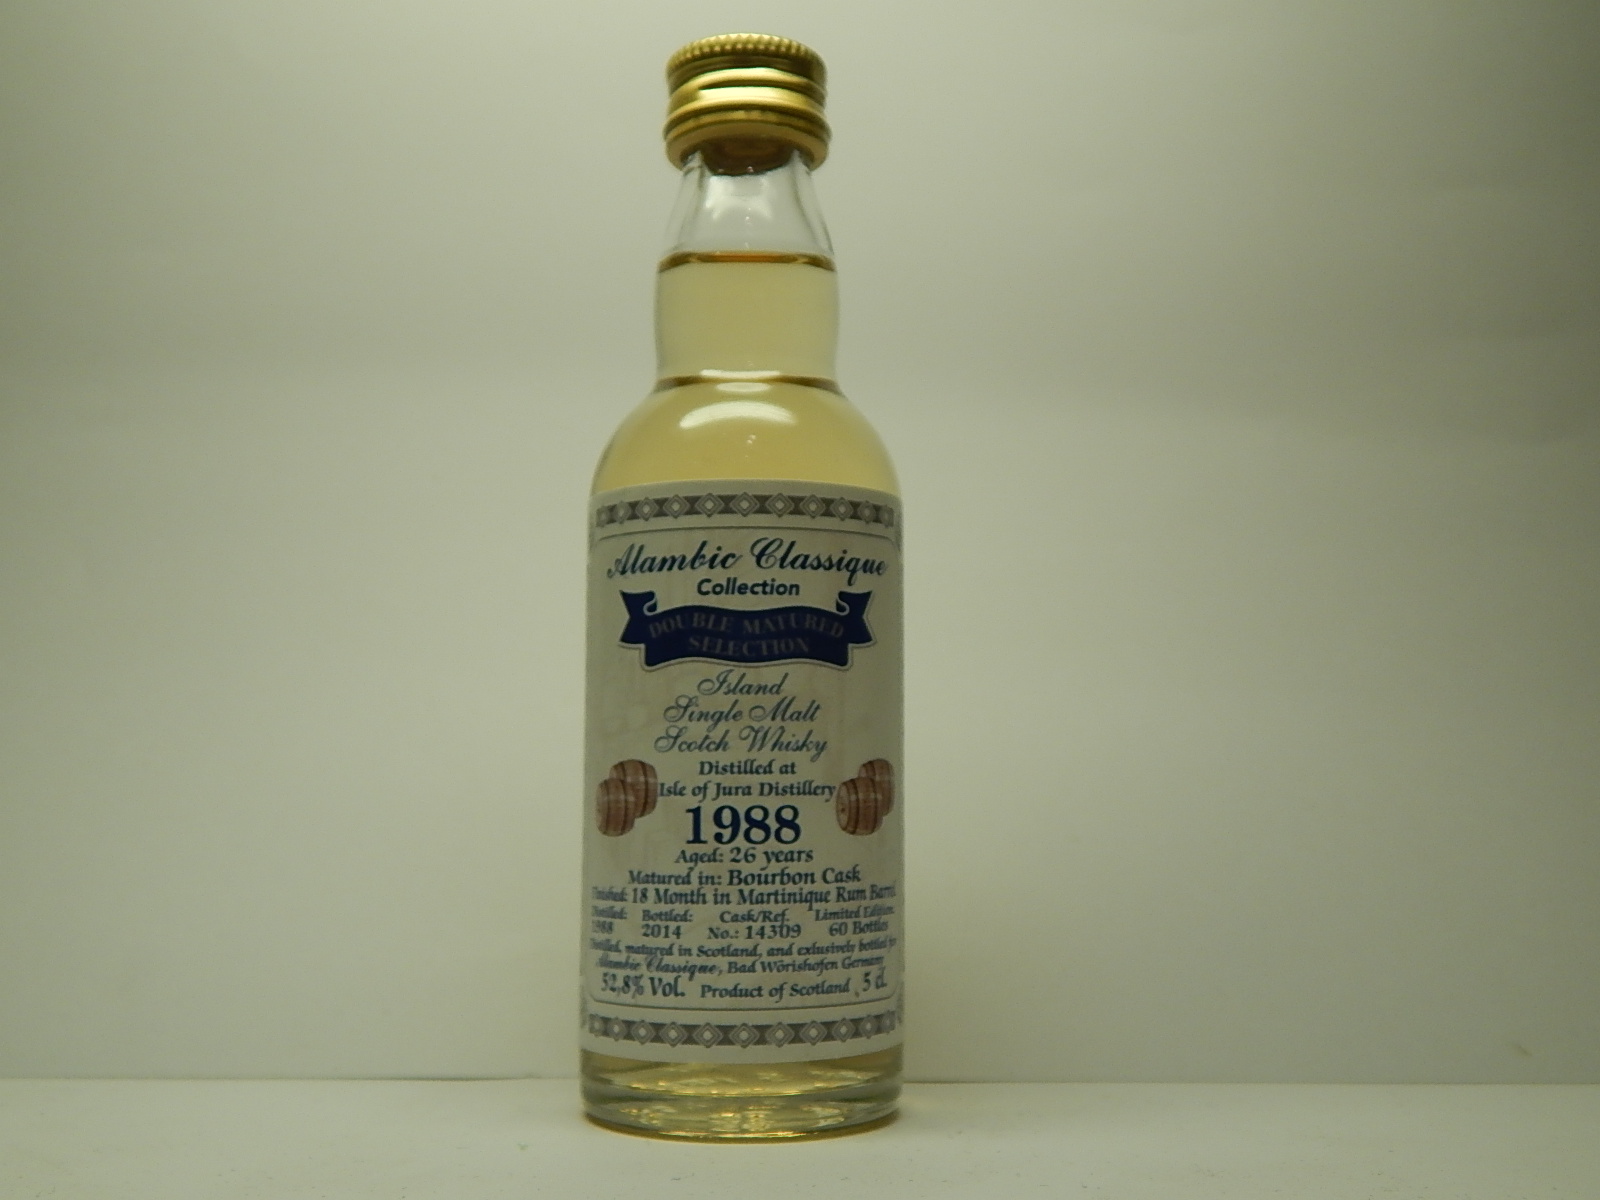 Alambic Classique
Collection
DOUBLE MATURED
SELECTION
Island
Single Malt
Scotch Whisky
Distilled at
Isle of Jura Distillery
1988
Aged: 26 years
Matured in: Bourbon Cask
Finished: 18 Month in Martinique Rum Barrel
Distilled: Bottled: Cask/Ref. Limited Edition:
1988 2014 No.: 14309 60 Bottles
Distilled, matured in Scotland, and exlusively bottled for
Alambic Classique, Bad Wörishofen Germany
52,8% Vol. Product of Scotland 5 cl.